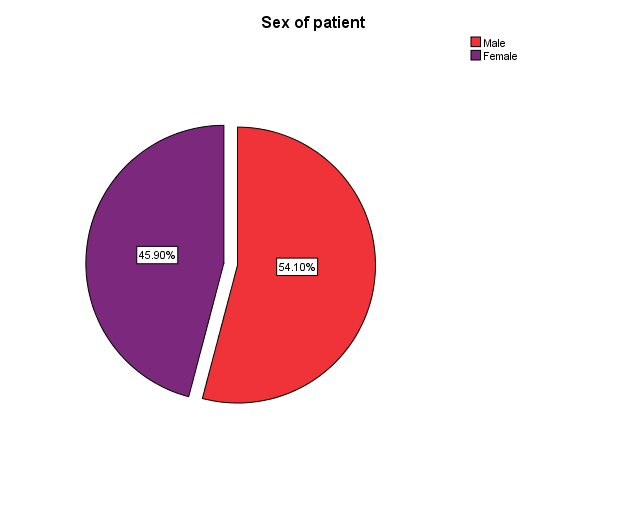 Sex of patient
Male
Female
45.90%
54.10%